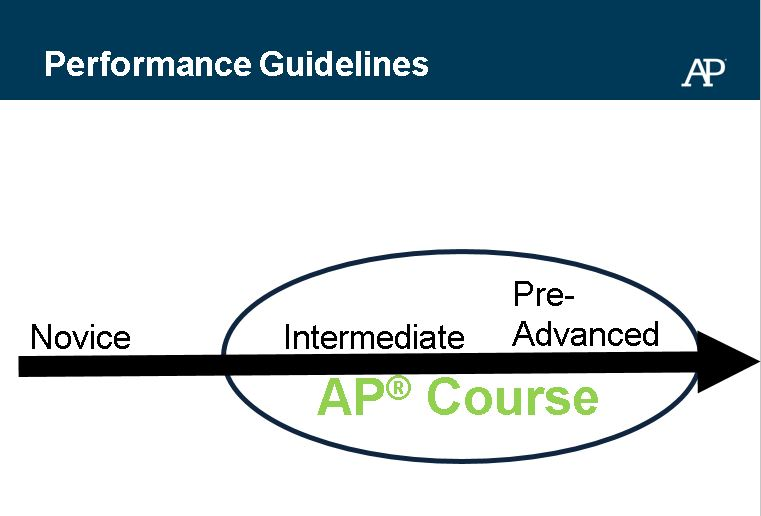 Performance Guidelines
AP
Pre-
Novice Intermediate Advanced
AP® Course